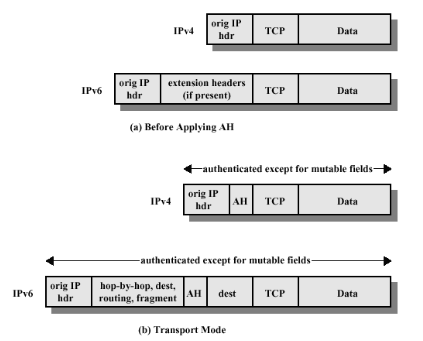 IPv4 orig IP hdr TCP Data
IPv6 orig IP hdr extension headers (if present) TCP Data
(a) Before Applying AH
authenticated except for mutable fields
IPv4 orig IP hdr AH TCP Data
authenticated except for mutable fields
IPv6 orig IP hdr hop-by-hop, dest, routing, fragment AH dest TCP Data
(b) Transport Mode